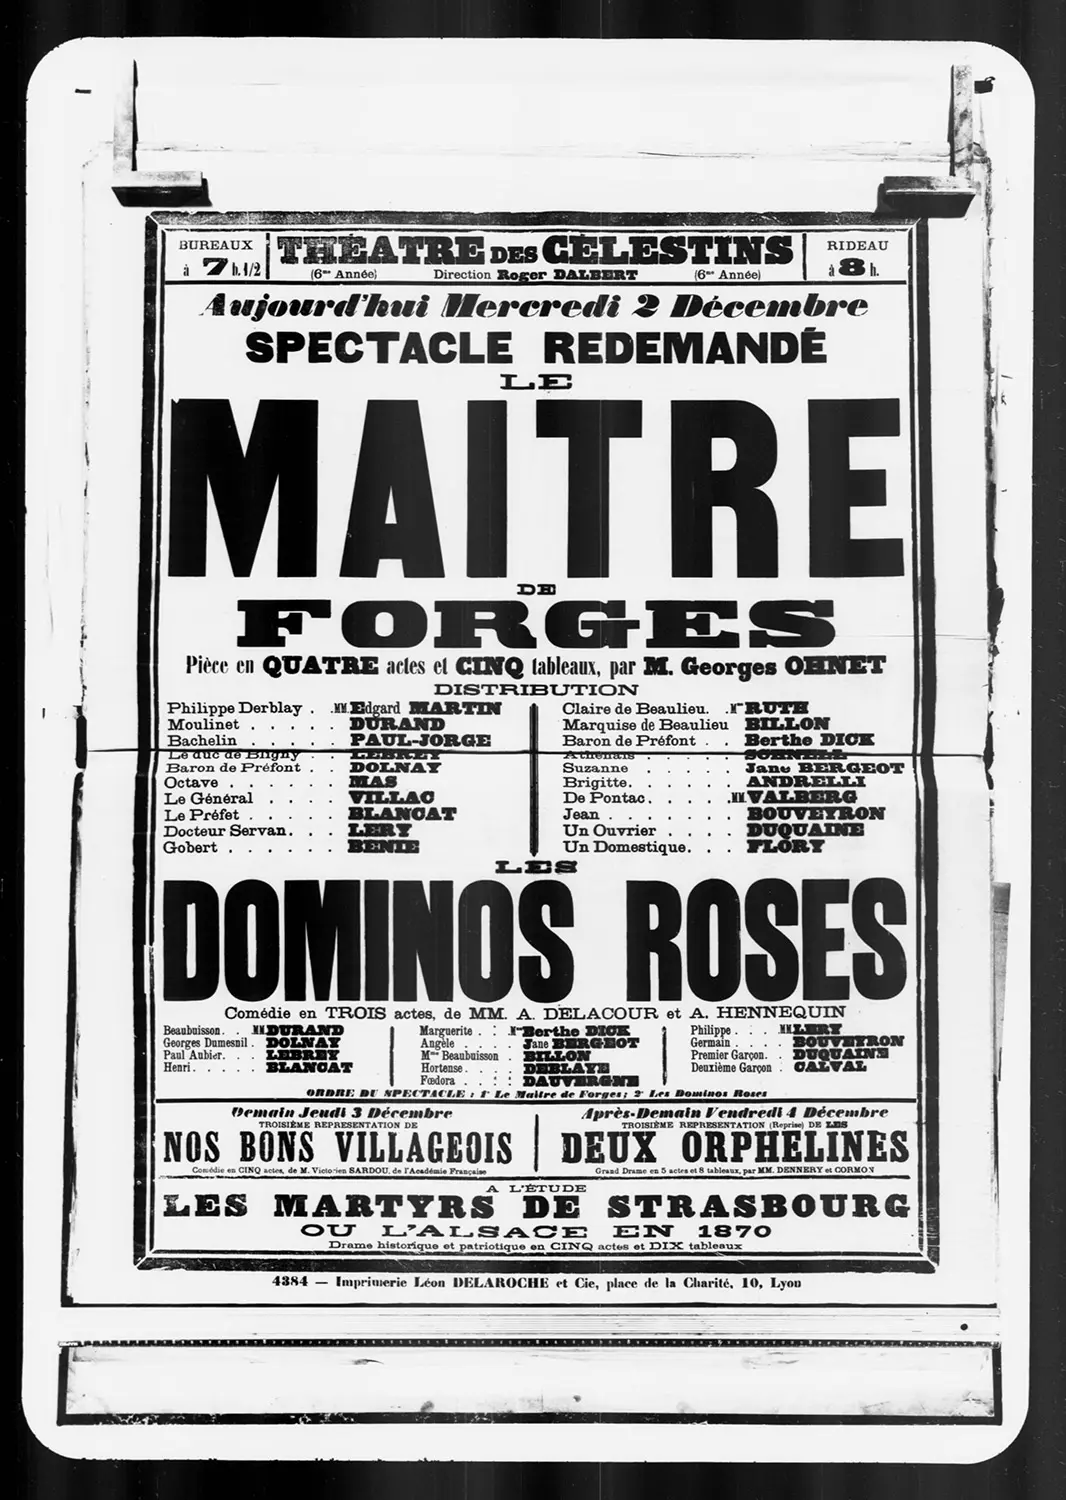 BUREAUX
à 7 h. 1/2
THÉATRE DES CÉLESTINS
(6me Année) Direction Roger DALBERT (6me Année)
RIDEAU
à 8 h.
Aujourd'hui Mercredi 2 Décembre
SPECTACLE REDEMANDÉ
LE
MAITRE
DE
FORGES
Pièce en QUATRE actes et CINQ tableaux, par M. Georges OHNET
DISTRIBUTION
Philippe Derblay . .MM. Edgard MARTIN
Moulinet . . . . . DURAND
Bachelin . . . . . PAUL-JORGE
Le duc de Bligny . LEBREY
Baron de Préfont . . DOLNAY
Octave . . . . . . MAS
Le Général . . . . VILLAC
Le Préfet . . . . . BLANCAT
Docteur Servan. . . LERY
Gobert . . . . . . BENIE
Claire de Beaulieu. .Mmes RUTH
Marquise de Beaulieu BILLON
Baron de Préfont . . Berthe DICK
Athénaïs . . . . . SCHNELL
Suzanne . . . . . Jane BERGEOT
Brigitte. . . . . . ANDRELLI
De Pontac. . . . .MM VALBERG
Jean . . . . . . BOUVEYRON
Un Ouvrier . . . . DUQUAINE
Un Domestique. . . FLORY
LES
DOMINOS ROSES
Comédie en TROIS actes, de MM. A. DELACOUR et A. HENNEQUIN
Beaubuisson. . MM DURAND
Georges Dumesnil . DOLNAY
Paul Aubier. . . LEBREY
Henri. . . . . BLANCAT
Marguerite . . Mmes Berthe DICK
Angèle . . . . Jane BERGEOT
Mme Beaubuisson . BILLON
Hortense. . . . DEBLAYE
Fœdora . . . . DAUVERGNE
Philippe . . . MM. LERY
Germain . . . . BOUVEYRON
Premier Garçon. . DUQUAINE
Deuxième Garçon . CALVAL
ORDRE DU SPECTACLE : 1° Le Maître de Forges; 2° Les Dominos Roses
Demain Jeudi 3 Décembre
TROISIÈME REPRESENTATION DE
NOS BONS VILLAGEOIS
Comédie en CINQ actes, de M. Victorien SARDOU, de l'Académie Française
Après-Demain Vendredi 4 Décembre
TROISIÈME REPRESENTATION (Reprise) DE LES
DEUX ORPHELINES
Grand Drame en 5 actes et 8 tableaux, par MM. DENNERY et CORMON
A L'ÉTUDE
LES MARTYRS DE STRASBOURG
OU L'ALSACE EN 1870
Drame historique et patriotique en CINQ actes et DIX tableaux
4384 — Imprimerie Léon DELAROCHE et Cie, place de la Charité, 10, Lyon